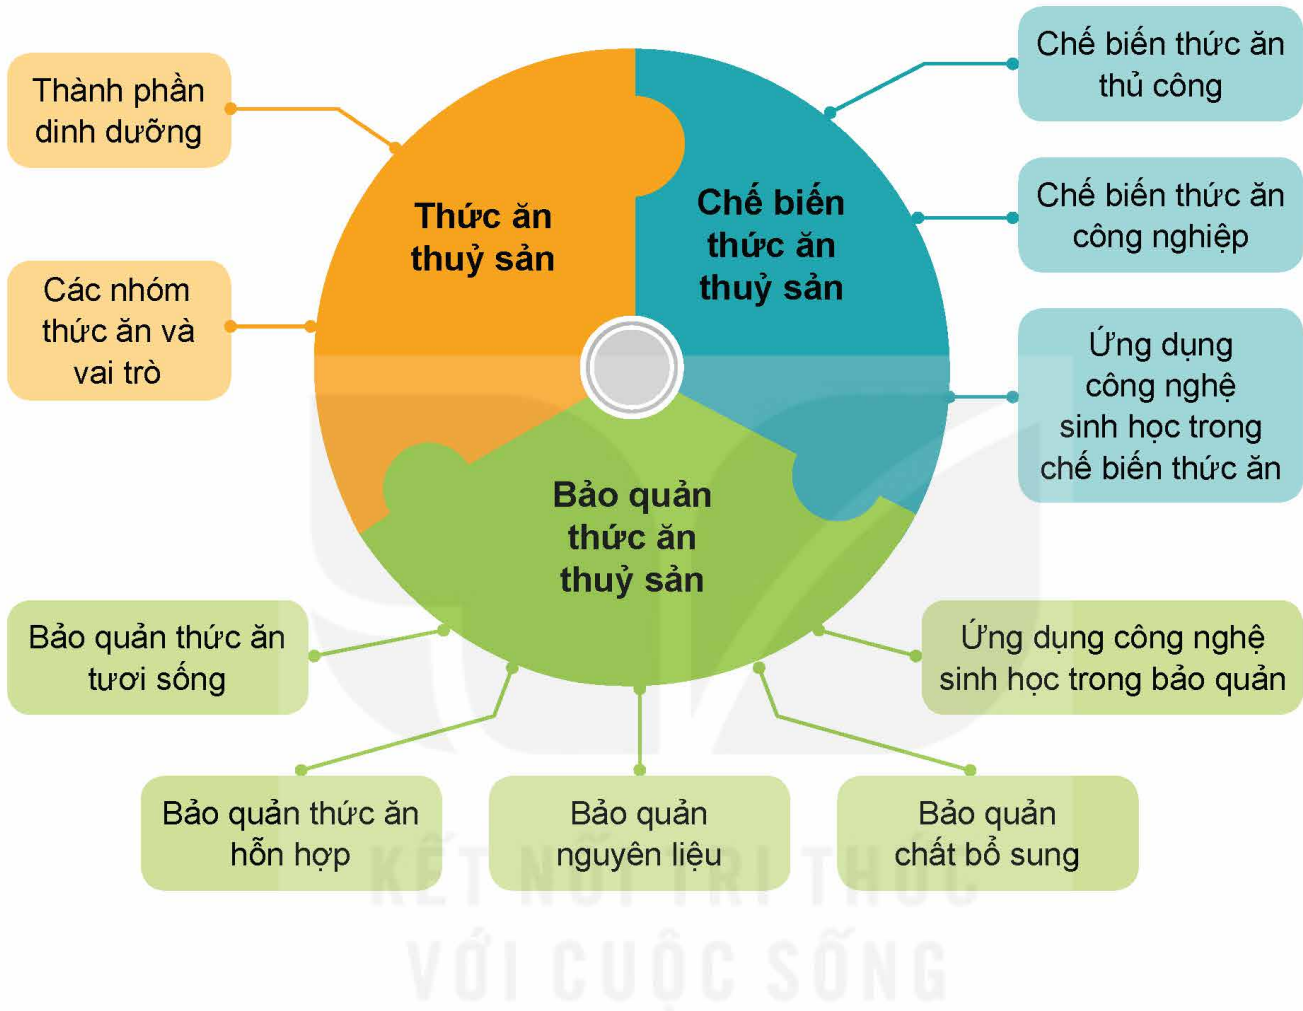 Thành phần
dinh dưỡng
Các nhóm
thức ăn và
vai trò
Thức ăn
thuỷ sản
Chế biến
thức ăn
thuỷ sản
Chế biến thức ăn
thủ công
Chế biến thức ăn
công nghiệp
Ứng dụng
công nghệ
sinh học trong
chế biến thức ăn
Bảo quản
thức ăn
thuỷ sản
Bảo quản thức ăn
tươi sống
Bảo quản thức ăn
hỗn hợp
Bảo quản
nguyên liệu
Bảo quản
chất bổ sung
Ứng dụng công nghệ
sinh học trong bảo quản
KẾT NỐI TRI THỨC
VỚI CUỘC SỐNG